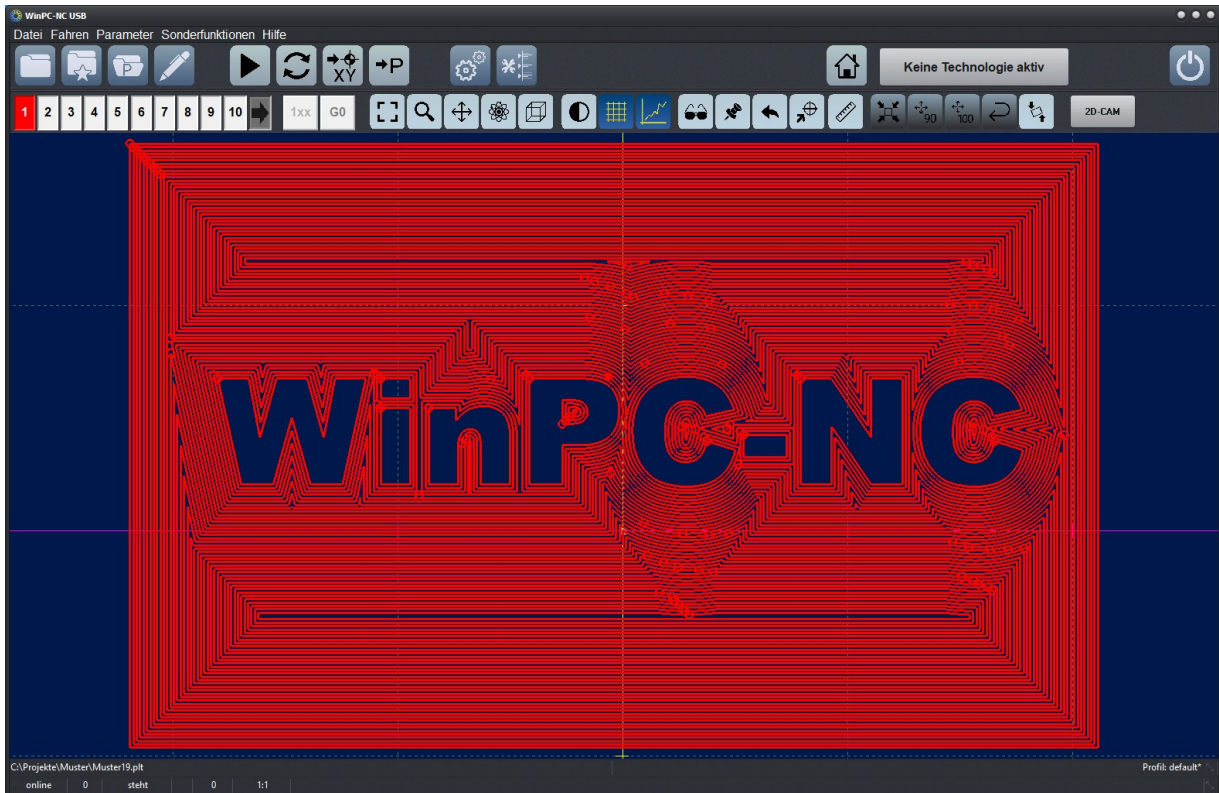 WinPC-NC USB
Datei Fahren Parameter Sonderfunktionen Hilfe
P XY P Keine Technologie aktiv
1 2 3 4 5 6 7 8 9 10 1xx G0 90 100 2D-CAM
WinPC-NC
C:\Projekte\Muster\Muster19.plt Profil: default*
online 0 steht 0 1:1